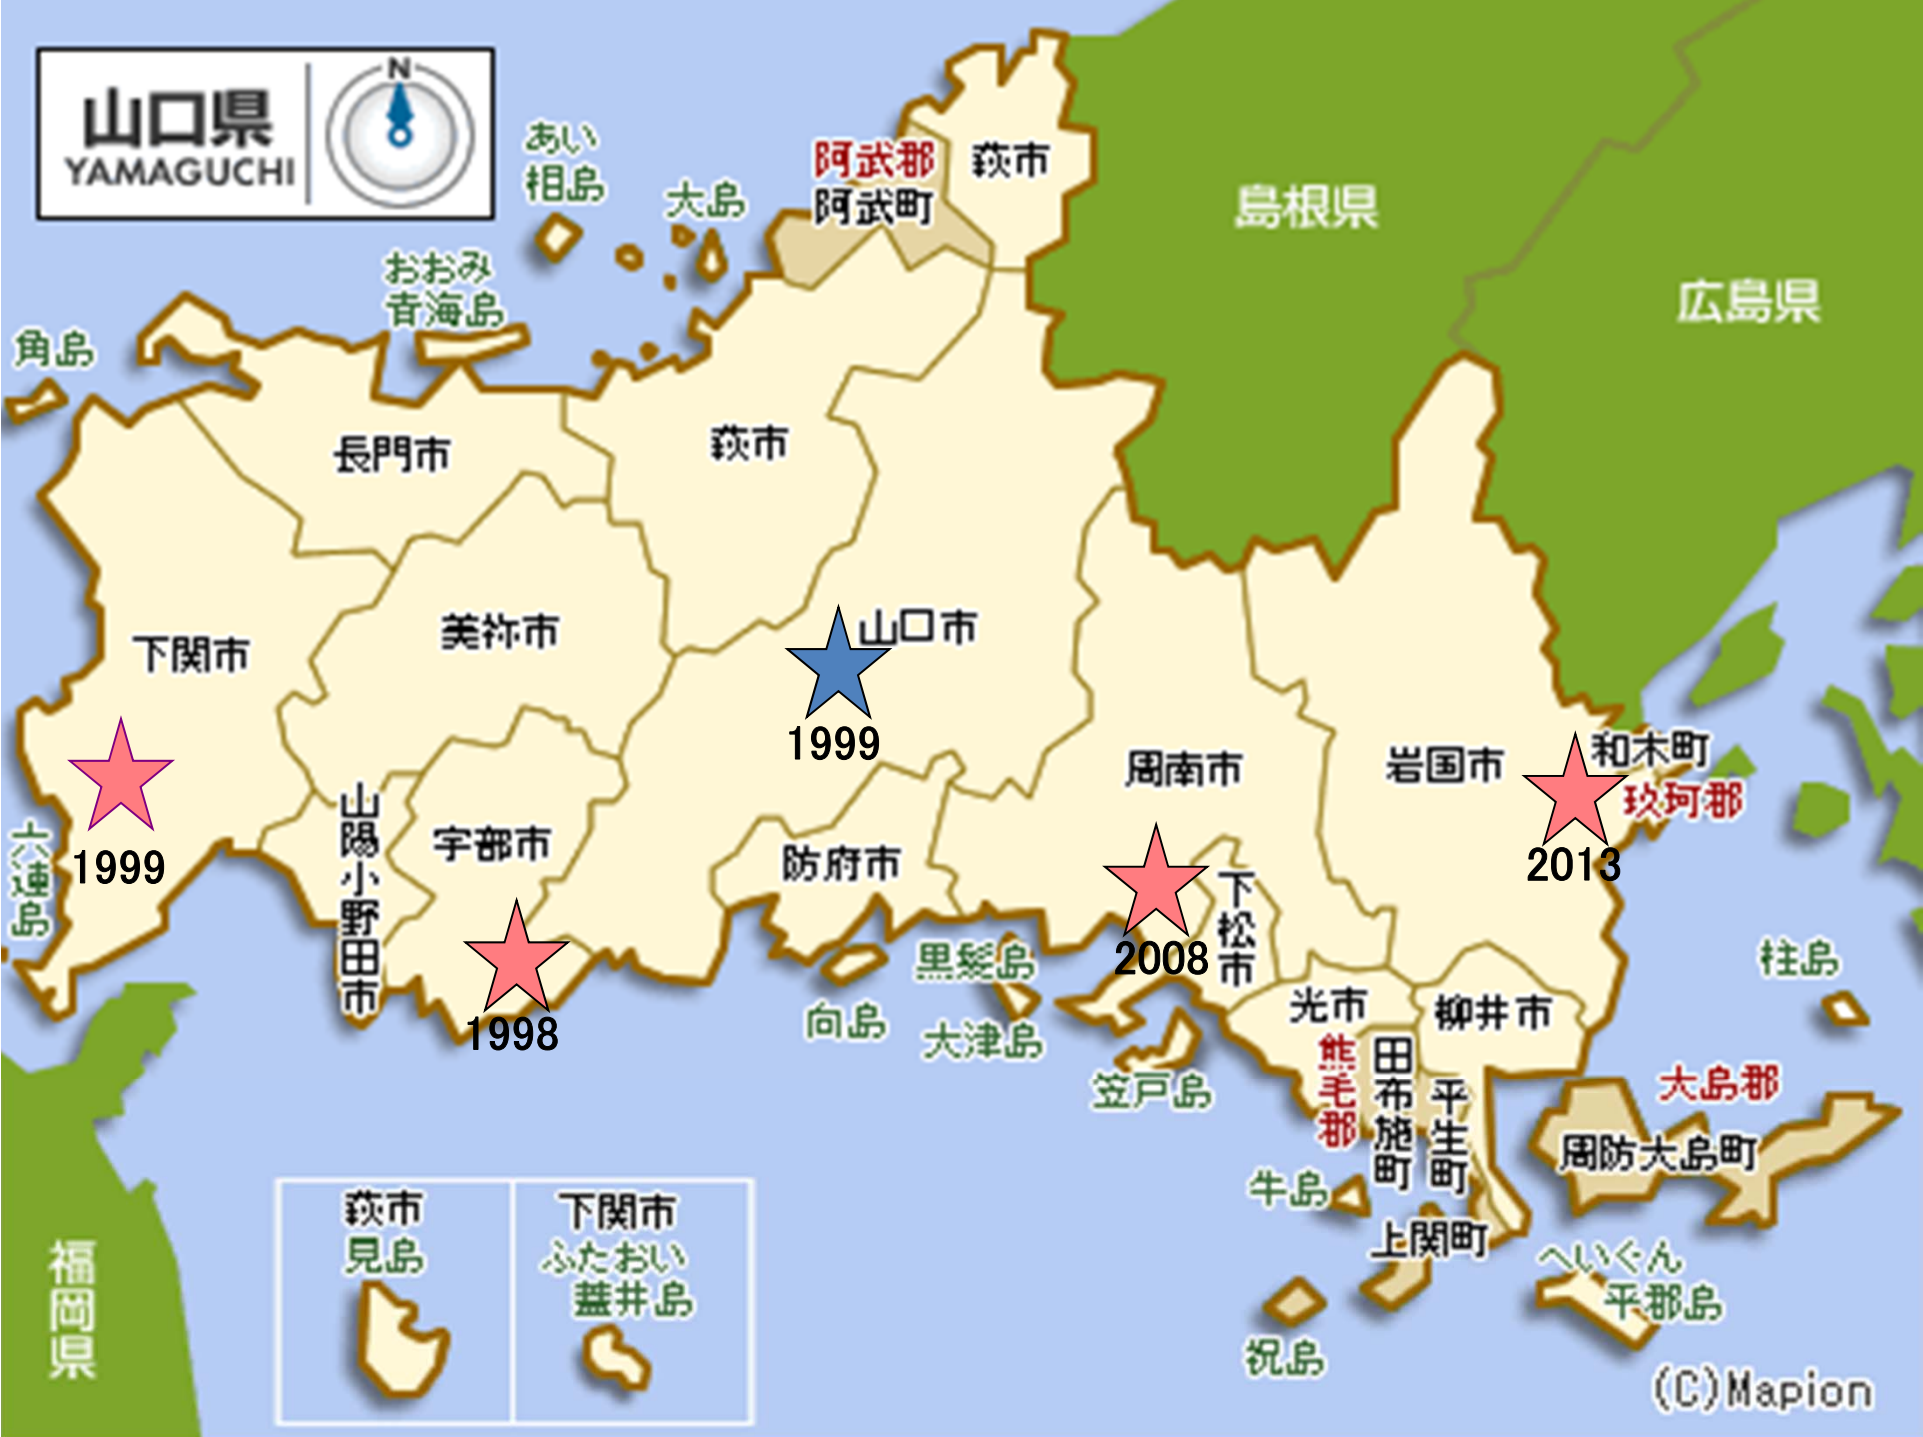 山口県
YAMAGUCHI
N
あい
相島
大島
おおみ
青海島
角島
阿武郡
阿武町
萩市
島根県
広島県
長門市
萩市
下関市
美祢市
山口市
1999
周南市
岩国市
和木町
玖珂郡
2013
1999
六連島
山陽小野田市
宇部市
1998
防府市
向島
黒髪島
大津島
2008
下松市
笠戸島
光市
柳井市
熊毛郡
田布施町
平生町
上関町
牛島
祝島
柱島
大島郡
周防大島町
へいぐん
平郡島
福岡県
萩市
見島
下関市
ふたおい
蓋井島
(C)Mapion